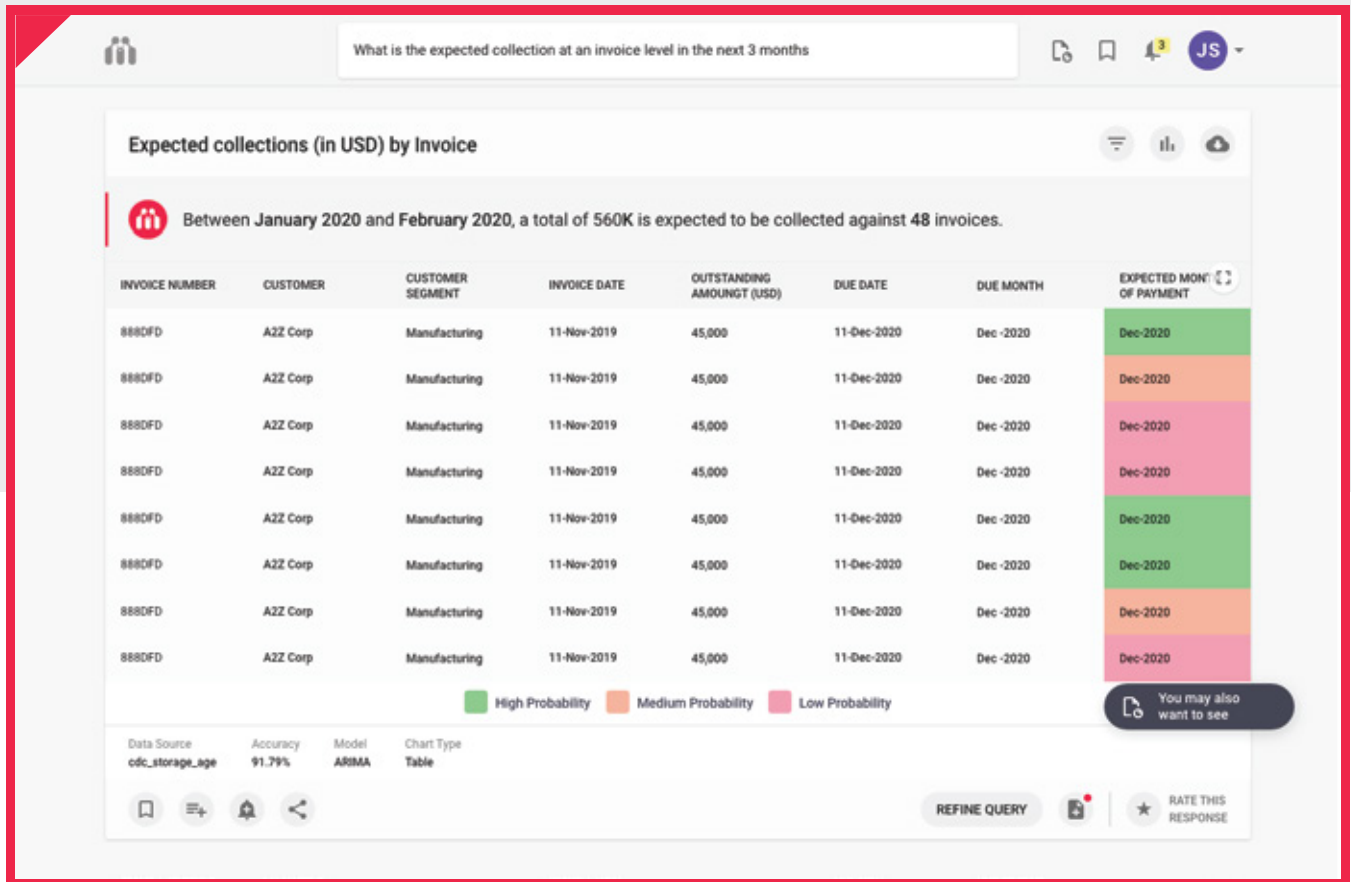 What is the expected collection at an invoice level in the next 3 months
3
JS
Expected collections (in USD) by Invoice
Between January 2020 and February 2020, a total of 560K is expected to be collected against 48 invoices.
INVOICE NUMBER CUSTOMER CUSTOMER SEGMENT INVOICE DATE OUTSTANDING AMOUNGT (USD) DUE DATE DUE MONTH EXPECTED MONT OF PAYMENT
888DFD A2Z Corp Manufacturing 11-Nov-2019 45,000 11-Dec-2020 Dec -2020 Dec-2020
888DFD A2Z Corp Manufacturing 11-Nov-2019 45,000 11-Dec-2020 Dec -2020 Dec-2020
888DFD A2Z Corp Manufacturing 11-Nov-2019 45,000 11-Dec-2020 Dec -2020 Dec-2020
888DFD A2Z Corp Manufacturing 11-Nov-2019 45,000 11-Dec-2020 Dec -2020 Dec-2020
888DFD A2Z Corp Manufacturing 11-Nov-2019 45,000 11-Dec-2020 Dec -2020 Dec-2020
888DFD A2Z Corp Manufacturing 11-Nov-2019 45,000 11-Dec-2020 Dec -2020 Dec-2020
888DFD A2Z Corp Manufacturing 11-Nov-2019 45,000 11-Dec-2020 Dec -2020 Dec-2020
888DFD A2Z Corp Manufacturing 11-Nov-2019 45,000 11-Dec-2020 Dec -2020 Dec-2020
High Probability Medium Probability Low Probability
You may also
want to see
Data Source Accuracy Model Chart Type
cdc_storage_age 91.79% ARIMA Table
REFINE QUERY
RATE THIS
RESPONSE